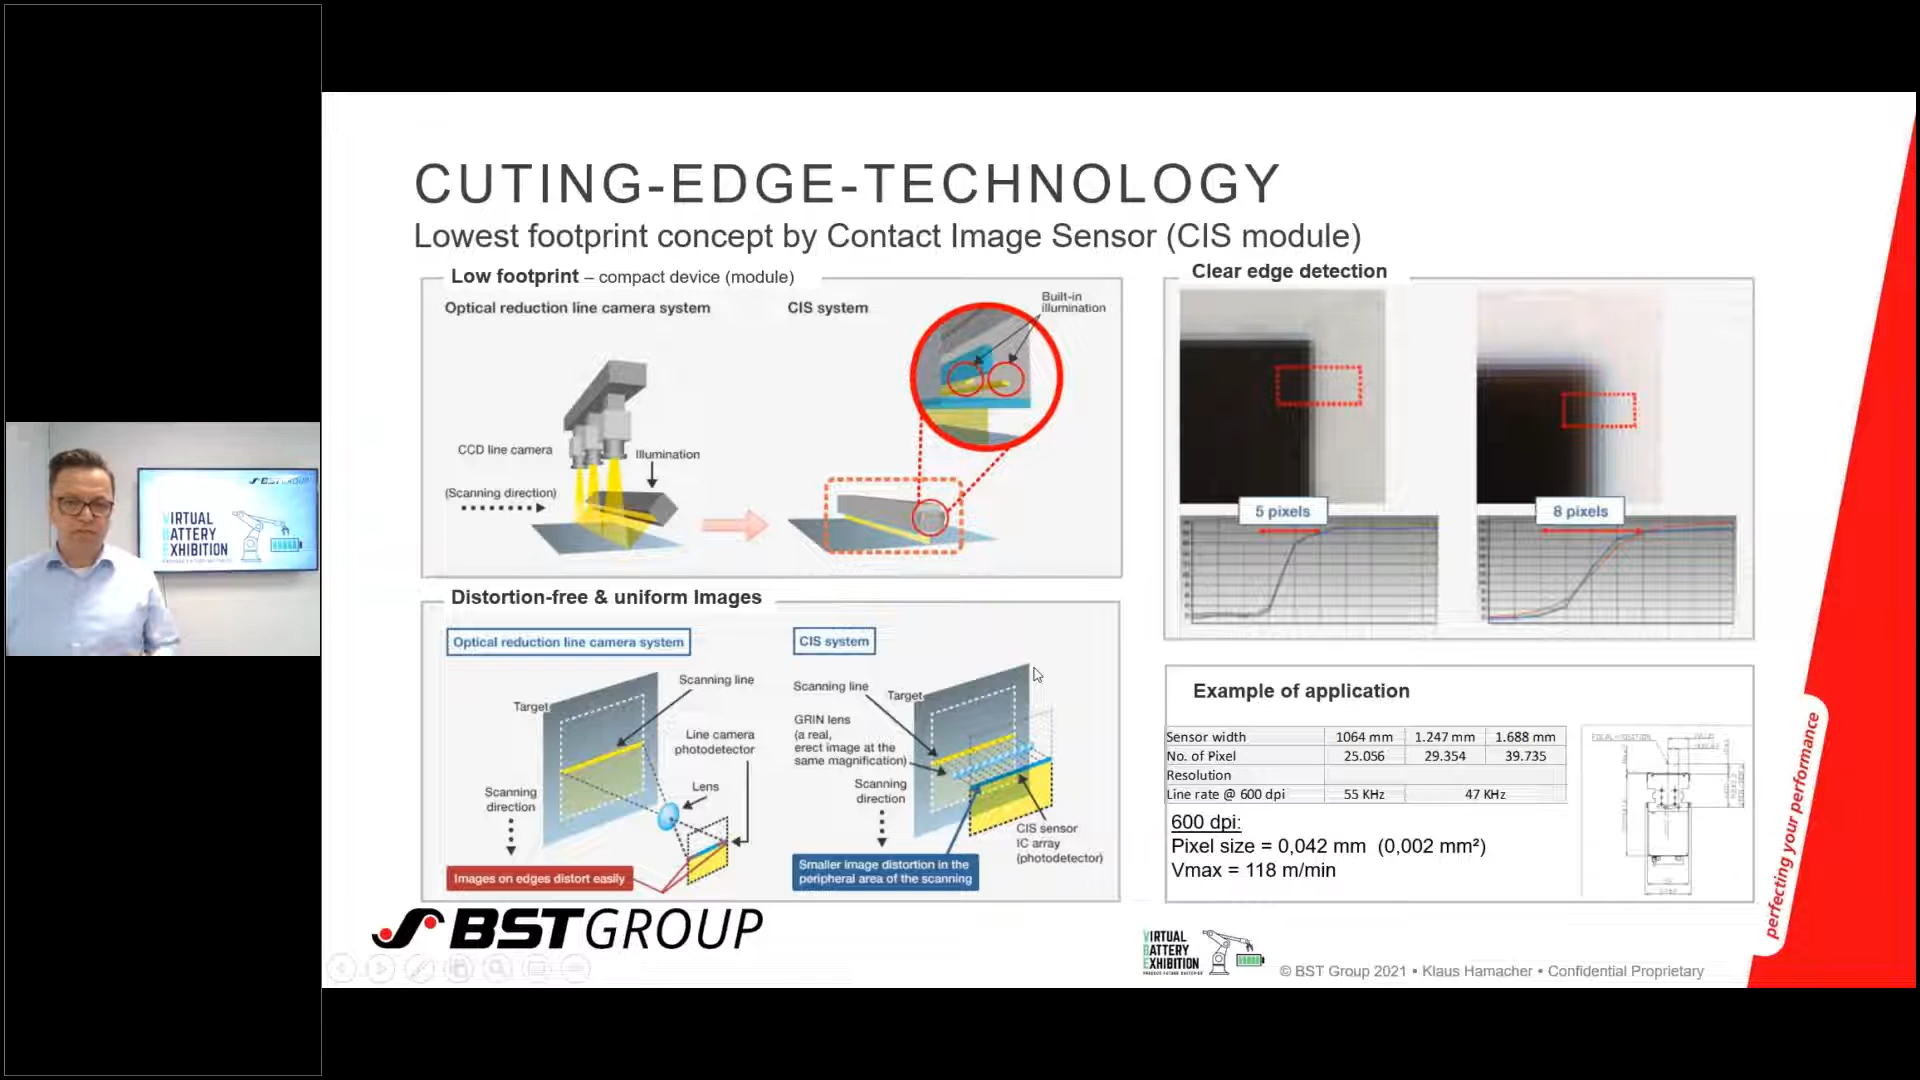 CUTING-EDGE-TECHNOLOGY
Lowest footprint concept by Contact Image Sensor (CIS module)
Low footprint – compact device (module)
Optical reduction line camera system
CIS system
Built-in
illumination
CCD line camera
Illumination
(Scanning direction)
Distortion-free & uniform Images
Optical reduction line camera system
Scanning line
Target
Line camera
photodetector
Lens
Scanning
direction
Images on edges distort easily
CIS system
Scanning line
Target
GRIN lens
(a real,
erect image at the
same magnification)
Scanning
direction
CIS sensor
IC array
(photodetector)
Smaller image distortion in the
peripheral area of the scanning
Clear edge detection
5 pixels
8 pixels
Example of application
Sensor width 1064 mm 1.247 mm 1.688 mm
No. of Pixel 25.056 29.354 39.735
Resolution
Line rate @ 600 dpi 55 KHz 47 KHz
600 dpi:
Pixel size = 0,042 mm (0,002 mm²)
Vmax = 118 m/min
perfecting your performance
BST GROUP
VIRTUAL
BATTERY
EXHIBITION
© BST Group 2021 • Klaus Hamacher • Confidential Proprietary
BST GROUP
VIRTUAL
BATTERY
EXHIBITION